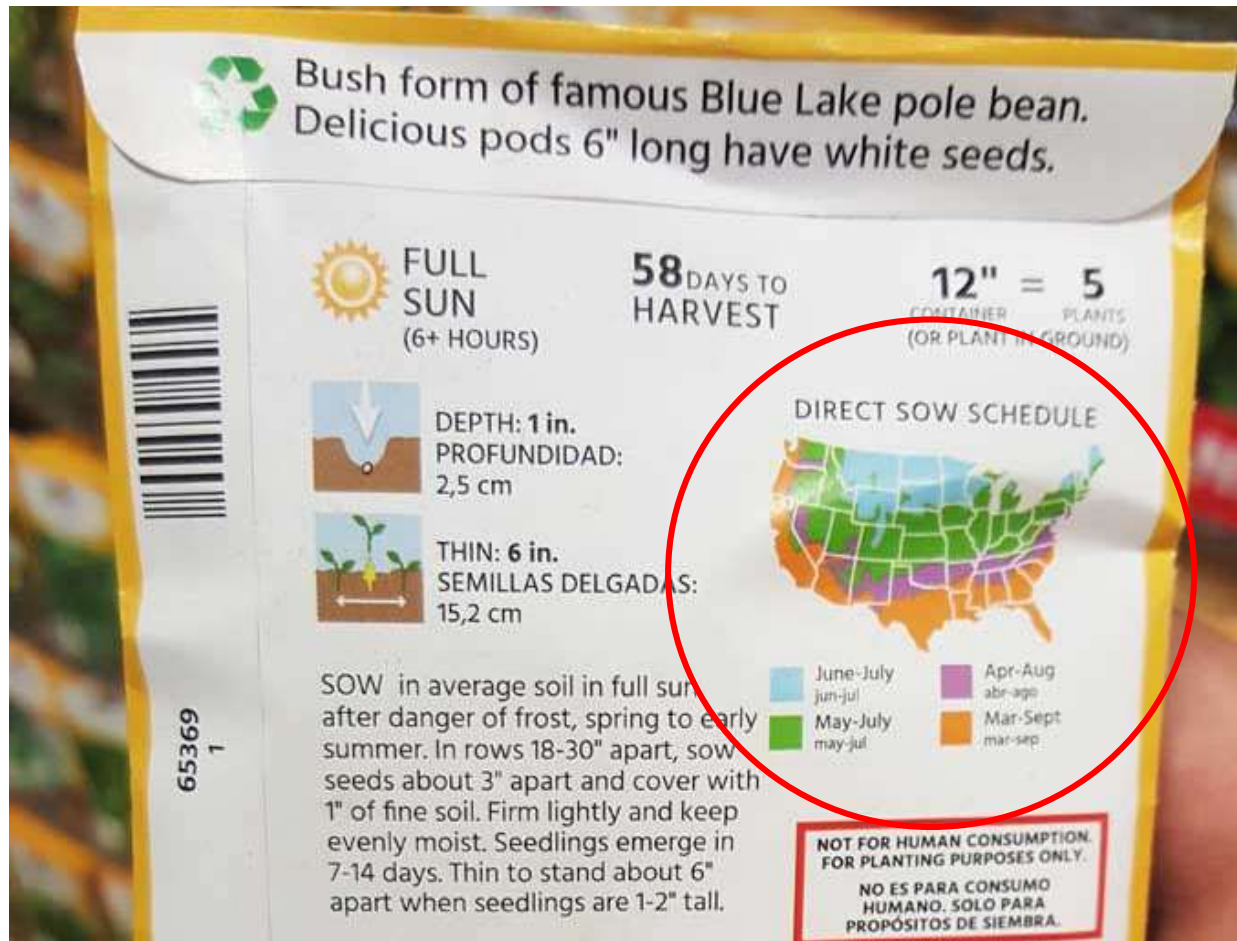 Bush form of famous Blue Lake pole bean.
Delicious pods 6" long have white seeds.
FULL
SUN
(6+ HOURS)
58 DAYS TO
HARVEST
12" = 5
CONTAINER PLANTS
(OR PLANT IN GROUND)
DEPTH: 1 in.
PROFUNDIDAD:
2,5 cm
THIN: 6 in.
SEMILLAS DELGADAS:
15,2 cm
DIRECT SOW SCHEDULE
June-July
jun-jul
May-July
may-jul
Apr-Aug
abr-ago
Mar-Sept
mar-sep
SOW in average soil in full sun
after danger of frost, spring to early
summer. In rows 18-30" apart, sow
seeds about 3" apart and cover with
1" of fine soil. Firm lightly and keep
evenly moist. Seedlings emerge in
7-14 days. Thin to stand about 6"
apart when seedlings are 1-2" tall.
NOT FOR HUMAN CONSUMPTION.
FOR PLANTING PURPOSES ONLY.
NO ES PARA CONSUMO
HUMANO. SOLO PARA
PROPÓSITOS DE SIEMBRA.
65369
1